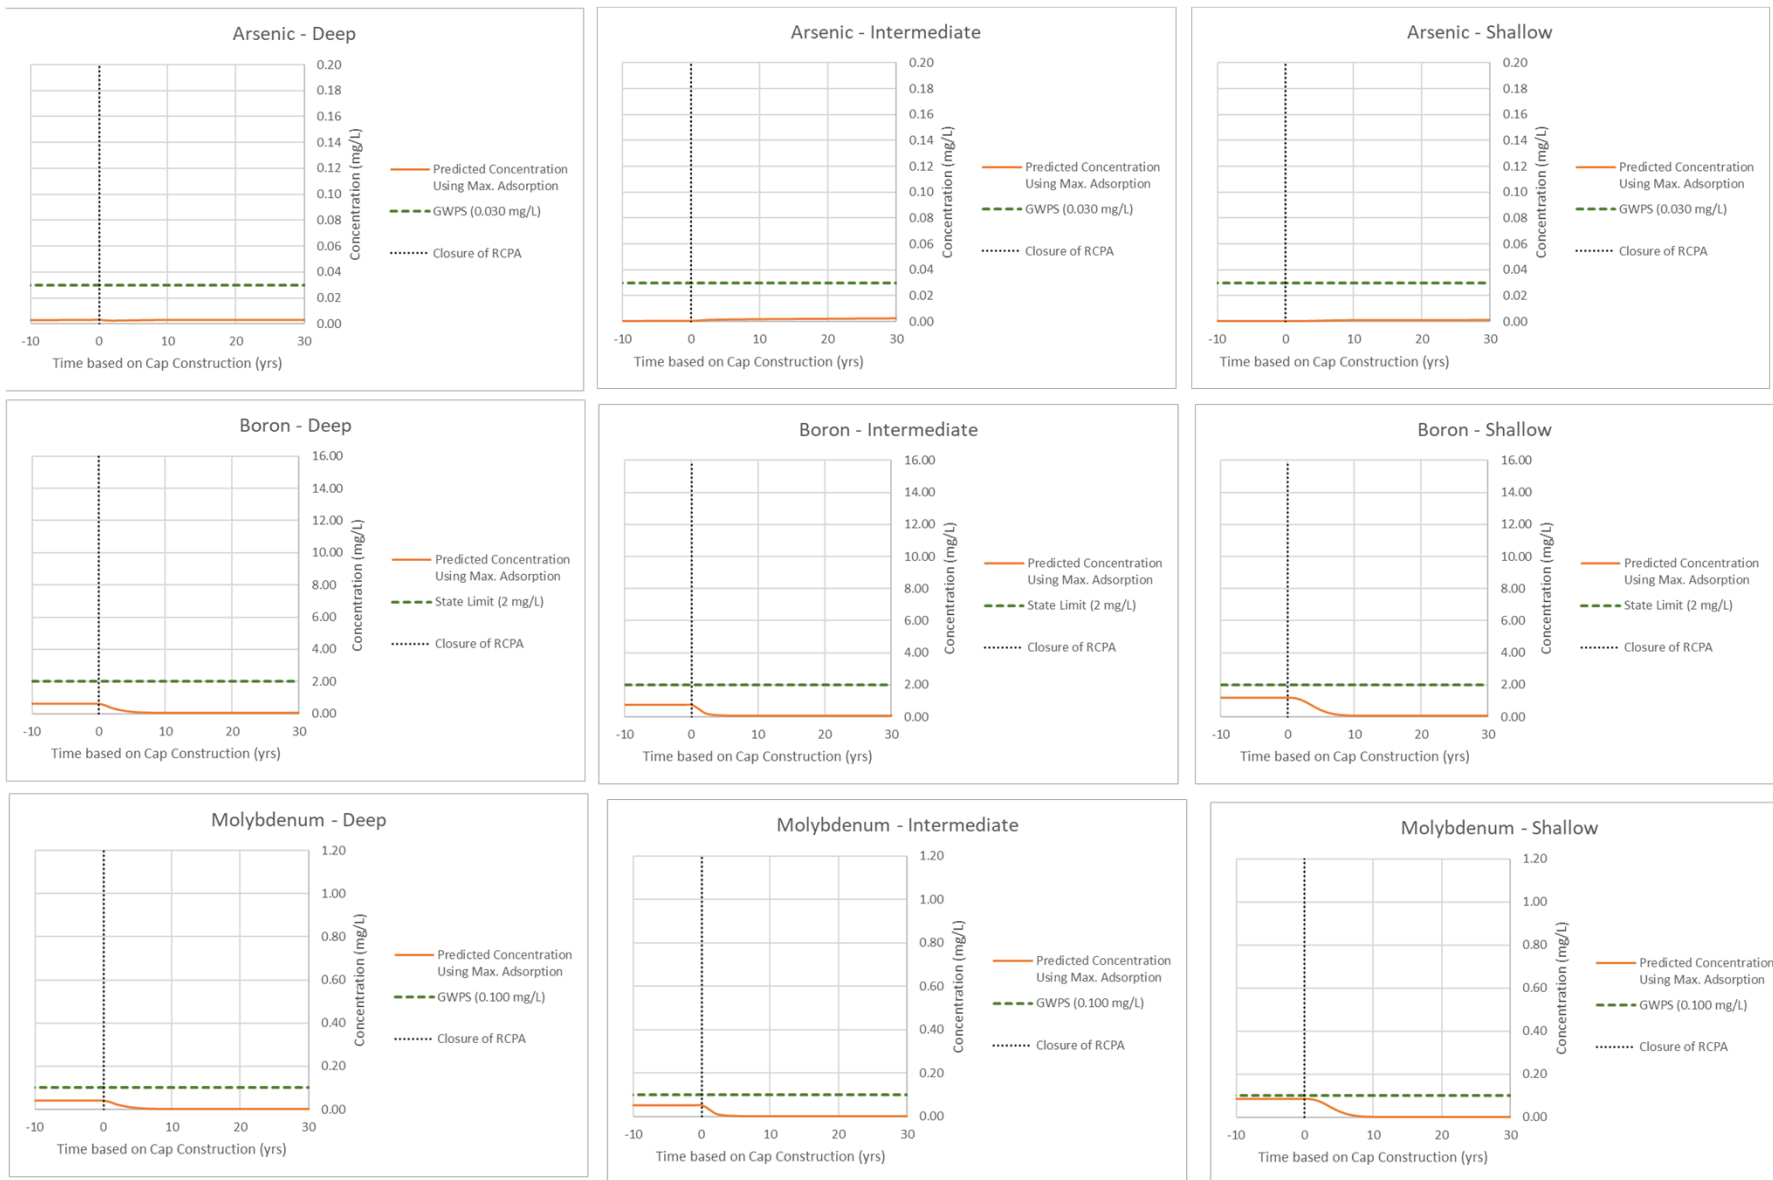 Arsenic - Deep
0.20
0.18
0.16
0.14
0.12
0.10
0.08
0.06
0.04
0.02
0.00
Concentration (mg/L)
-10 0 10 20 30
Time based on Cap Construction (yrs)
Predicted Concentration
Using Max. Adsorption
GWPS (0.030 mg/L)
Closure of RCPA
Arsenic - Intermediate
0.20
0.18
0.16
0.14
0.12
0.10
0.08
0.06
0.04
0.02
0.00
Concentration (mg/L)
-10 0 10 20 30
Time based on Cap Construction (yrs)
Predicted Concentration
Using Max. Adsorption
GWPS (0.030 mg/L)
Closure of RCPA
Arsenic - Shallow
0.20
0.18
0.16
0.14
0.12
0.10
0.08
0.06
0.04
0.02
0.00
Concentration (mg/L)
-10 0 10 20 30
Time based on Cap Construction (yrs)
Predicted Concentration
Using Max. Adsorption
GWPS (0.030 mg/L)
Closure of RCPA
Boron - Deep
16.00
14.00
12.00
10.00
8.00
6.00
4.00
2.00
0.00
Concentration (mg/L)
-10 0 10 20 30
Time based on Cap Construction (yrs)
Predicted Concentration
Using Max. Adsorption
State Limit (2 mg/L)
Closure of RCPA
Boron - Intermediate
16.00
14.00
12.00
10.00
8.00
6.00
4.00
2.00
0.00
Concentration (mg/L)
-10 0 10 20 30
Time based on Cap Construction (yrs)
Predicted Concentration
Using Max. Adsorption
State Limit (2 mg/L)
Closure of RCPA
Boron - Shallow
16.00
14.00
12.00
10.00
8.00
6.00
4.00
2.00
0.00
Concentration (mg/L)
-10 0 10 20 30
Time based on Cap Construction (yrs)
Predicted Concentration
Using Max. Adsorption
State Limit (2 mg/L)
Closure of RCPA
Molybdenum - Deep
1.20
1.00
0.80
0.60
0.40
0.20
0.00
Concentration (mg/L)
-10 0 10 20 30
Time based on Cap Construction (yrs)
Predicted Concentration
Using Max. Adsorption
GWPS (0.100 mg/L)
Closure of RCPA
Molybdenum - Intermediate
1.20
1.00
0.80
0.60
0.40
0.20
0.00
Concentration (mg/L)
-10 0 10 20 30
Time based on Cap Construction (yrs)
Predicted Concentration
Using Max. Adsorption
GWPS (0.100 mg/L)
Closure of RCPA
Molybdenum - Shallow
1.20
1.00
0.80
0.60
0.40
0.20
0.00
Concentration (mg/L)
-10 0 10 20 30
Time based on Cap Construction (yrs)
Predicted Concentration
Using Max. Adsorption
GWPS (0.100 mg/L)
Closure of RCPA